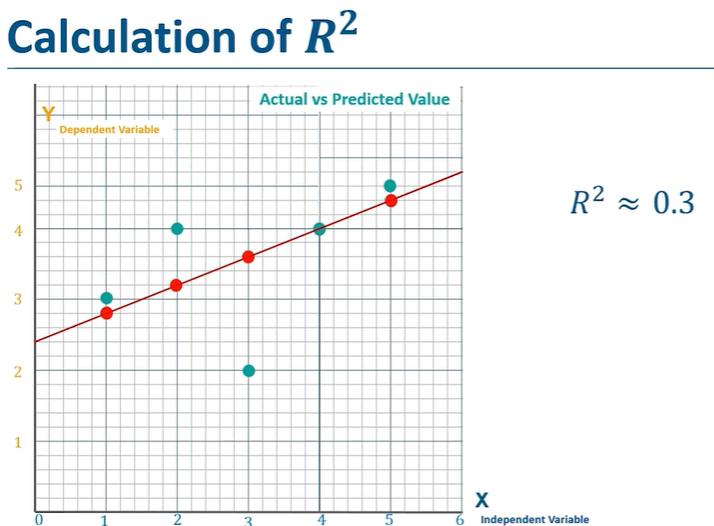 Calculation of R²
Actual vs Predicted Value
Y
Dependent Variable
5
4
3
2
1
R² ≈ 0.3
0 1 2 3 4 5 6
X
Independent Variable